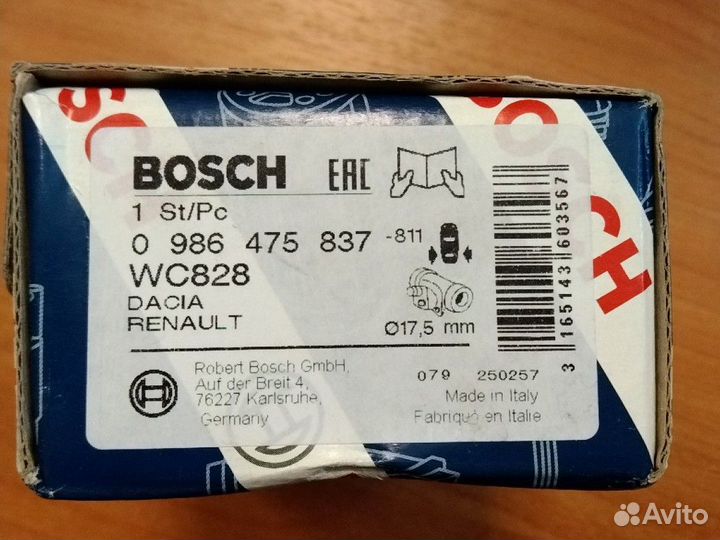 BOSCH EAC
1 St/Pc
0 986 475 837 -811
WC828
DACIA
RENAULT
Ø17,5 mm
3 165143 603567
Robert Bosch GmbH,
Auf der Breit 4,
76227 Karlsruhe,
Germany
079 250257
Made in Italy
Fabriqué en Italie
SCH
OSCH
Avito